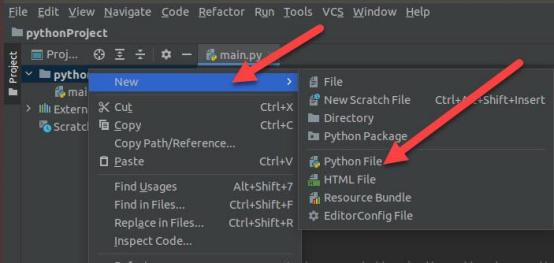 File Edit View Navigate Code Refactor Run Tools VCS Window Help
pythonProject
Project
Proj... main.py
pytho
ma
Extern
Scratc
New
Cut Ctrl+X
Copy Ctrl+C
Copy Path/Reference...
Paste Ctrl+V
Find Usages Alt+Shift+7
Find in Files... Ctrl+Shift+F
Replace in Files... Ctrl+Shift+R
Inspect Code...
File
New Scratch File Ctrl+Alt+Shift+Insert
Directory
Python Package
Python File
HTML File
Resource Bundle
EditorConfig File